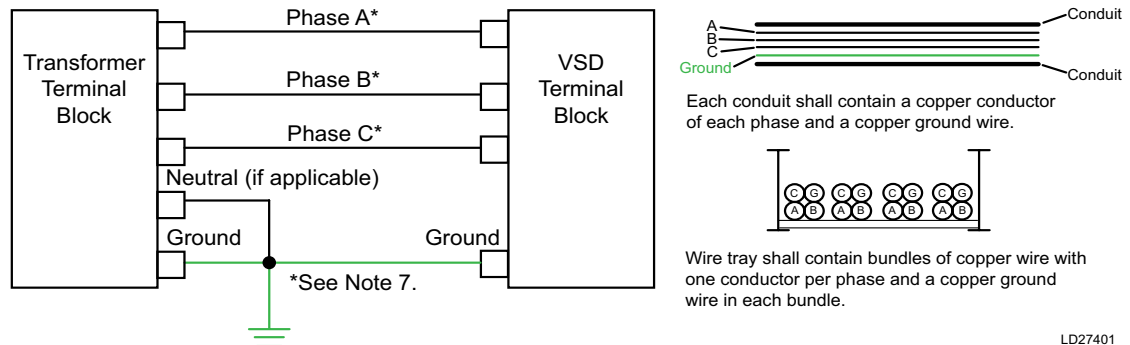 Transformer
Terminal
Block
Phase A*
Phase B*
Phase C*
Neutral (if applicable)
Ground
Ground
*See Note 7.
VSD
Terminal
Block
A
B
C
Ground
Conduit
Conduit
Each conduit shall contain a copper conductor
of each phase and a copper ground wire.
C G C G C G C G
A B A B A B A B
Wire tray shall contain bundles of copper wire with
one conductor per phase and a copper ground
wire in each bundle.
LD27401